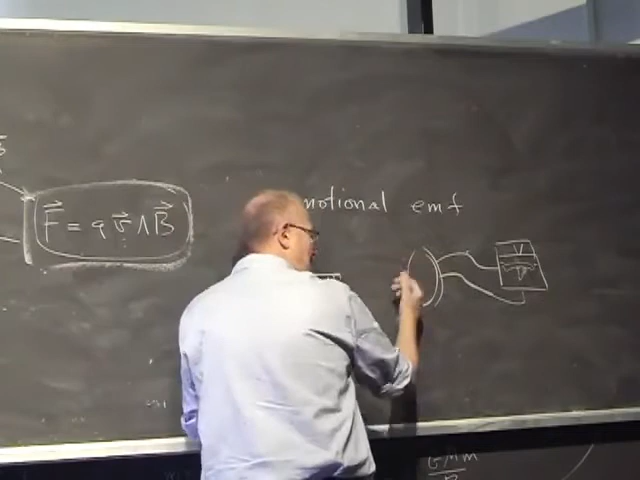 motional emf
F⃗ = q v⃗ ∧ B⃗
V